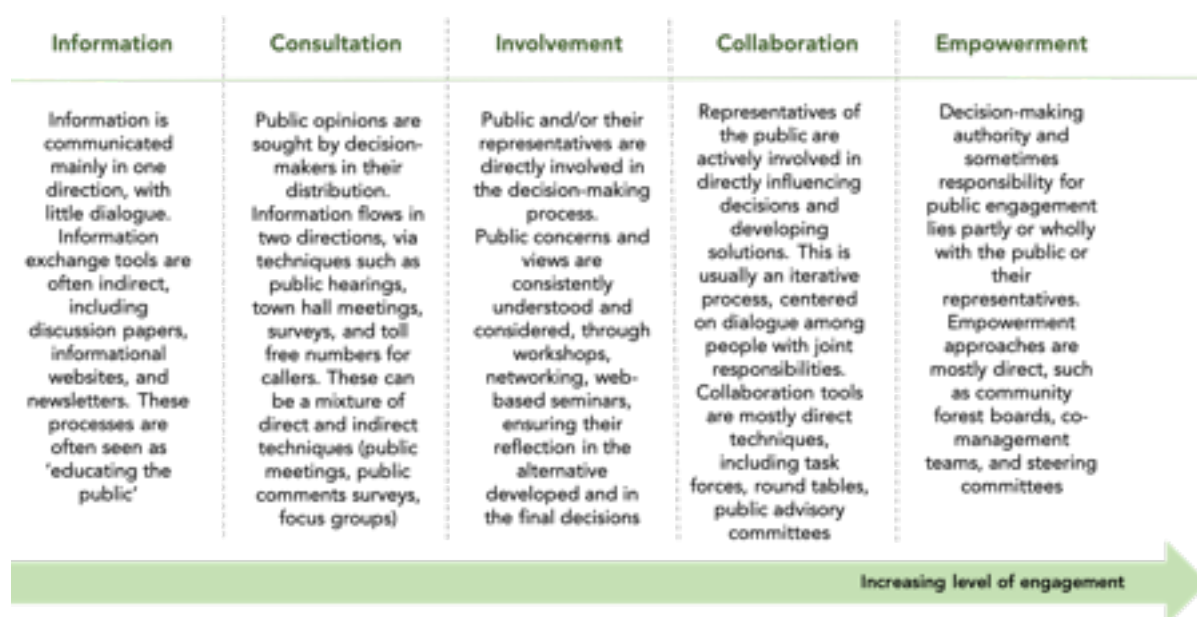 Information
Information is
communicated
mainly in one
direction, with
little dialogue.
Information
exchange tools are
often indirect,
including
discussion papers,
informational
websites, and
newsletters. These
processes are
often seen as
'educating the
public'
Consultation
Public opinions are
sought by decision-
makers in their
distribution.
Information flows in
two directions, via
techniques such as
public hearings,
town hall meetings,
surveys, and toll
free numbers for
callers. These can
be a mixture of
direct and indirect
techniques (public
meetings, public
comments surveys,
focus groups)
Involvement
Public and/or their
representatives are
directly involved in
the decision-making
process.
Public concerns and
views are
consistently
understood and
considered, through
workshops,
networking, web-
based seminars,
ensuring their
reflection in the
alternative
developed and in
the final decisions
Collaboration
Representatives of
the public are
actively involved in
directly influencing
decisions and
developing
solutions. This is
usually an iterative
process, centered
on dialogue among
people with joint
responsibilities.
Collaboration tools
are mostly direct
techniques,
including task
forces, round tables,
public advisory
committees
Empowerment
Decision-making
authority and
sometimes
responsibility for
public engagement
lies partly or wholly
with the public or
their
representatives.
Empowerment
approaches are
mostly direct, such
as community
forest boards, co-
management
teams, and steering
committees
Increasing level of engagement